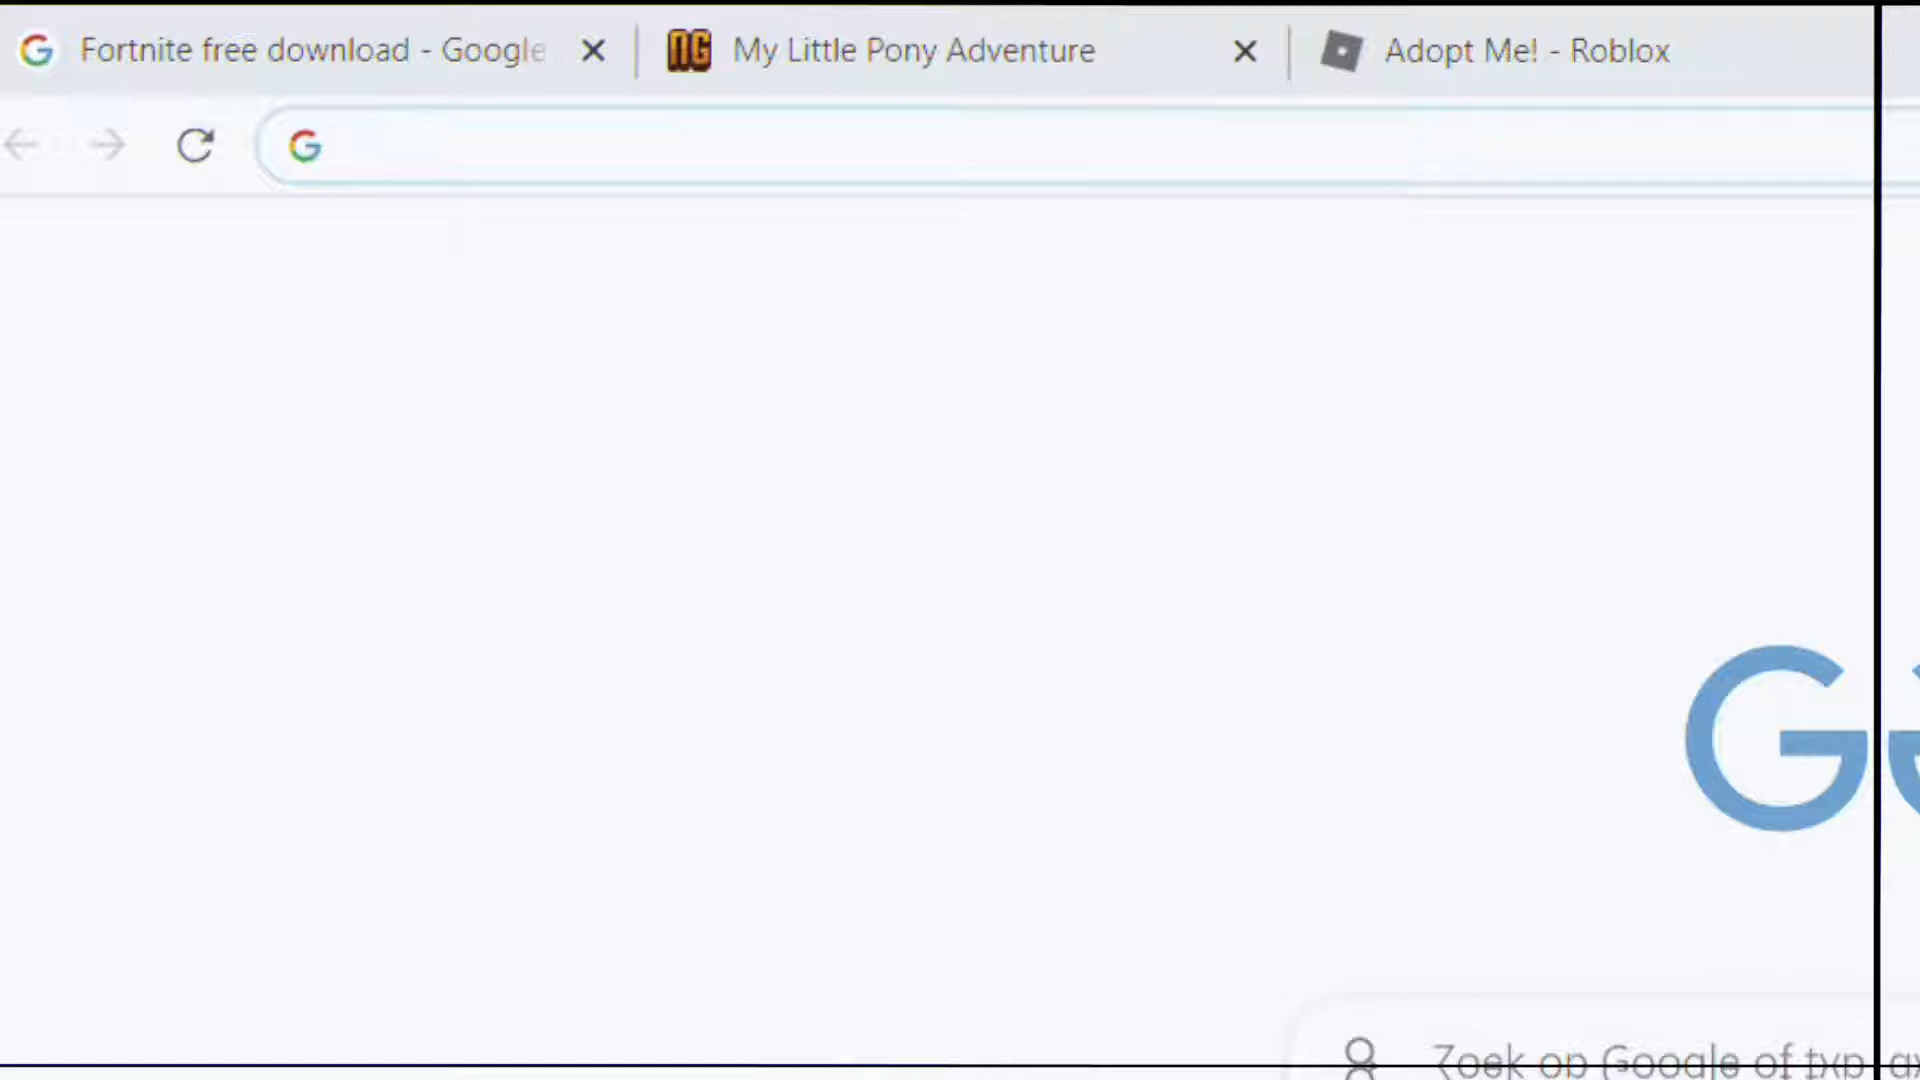 Fortnite free download - Google
My Little Pony Adventure
Adopt Me! - Roblox
G
Zoek op Google of typ